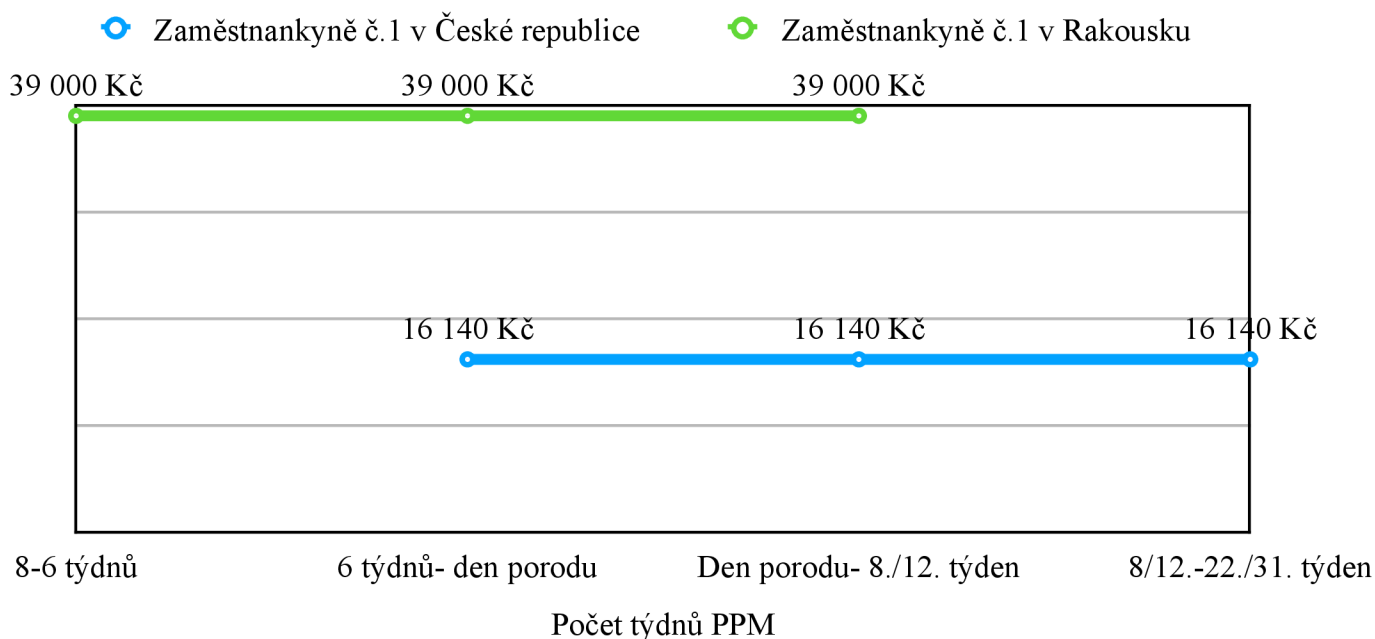 Zaměstnankyně č.1 v České republice Zaměstnankyně č.1 v Rakousku
39 000 Kč 39 000 Kč 39 000 Kč
16 140 Kč 16 140 Kč 16 140 Kč
8-6 týdnů 6 týdnů- den porodu Den porodu- 8./12. týden 8/12.-22./31. týden
Počet týdnů PPM